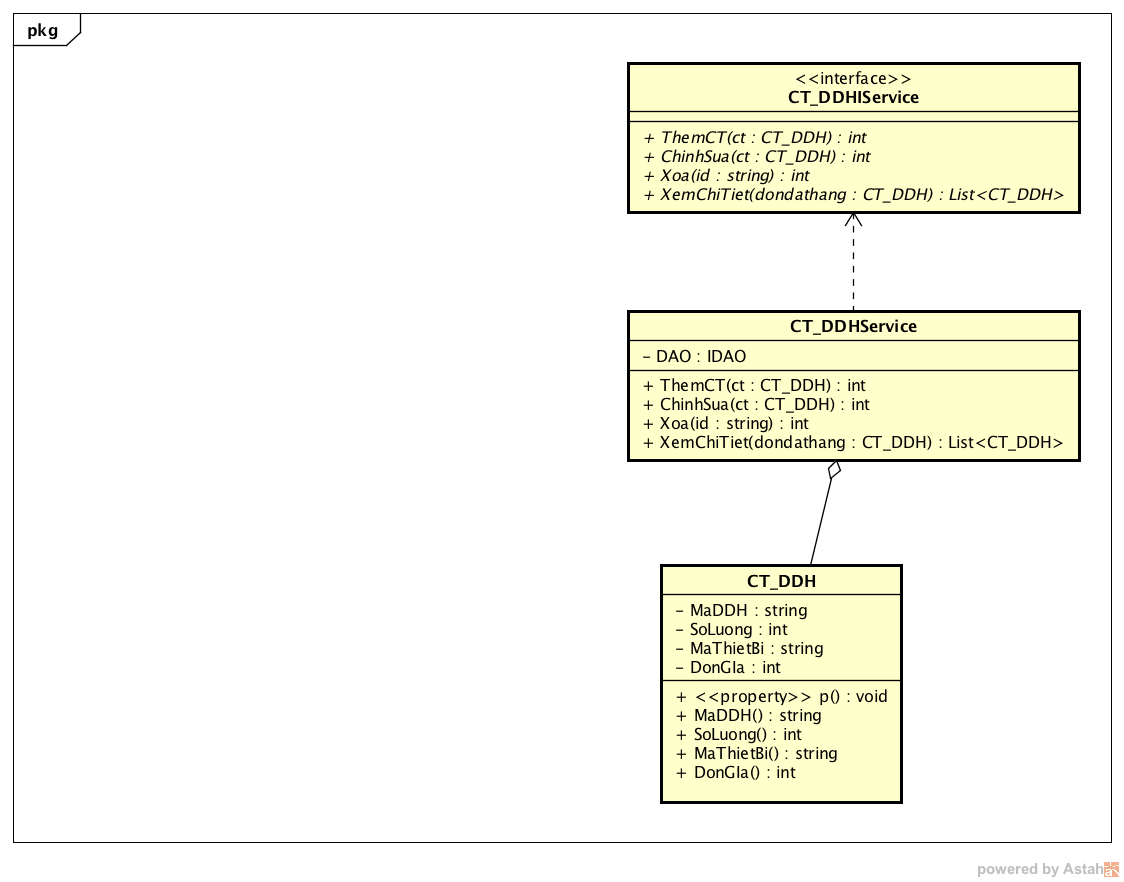 pkg
<<interface>>
CT_DDHIService
+ ThemCT(ct : CT_DDH) : int
+ ChinhSua(ct : CT_DDH) : int
+ Xoa(id : string) : int
+ XemChiTiet(dondathang : CT_DDH) : List<CT_DDH>
CT_DDHService
- DAO : IDAO
+ ThemCT(ct : CT_DDH) : int
+ ChinhSua(ct : CT_DDH) : int
+ Xoa(id : string) : int
+ XemChiTiet(dondathang : CT_DDH) : List<CT_DDH>
CT_DDH
- MaDDH : string
- SoLuong : int
- MaThietBi : string
- DonGIa : int
+ <<property>> p() : void
+ MaDDH() : string
+ SoLuong() : int
+ MaThietBi() : string
+ DonGIa() : int
powered by Astah